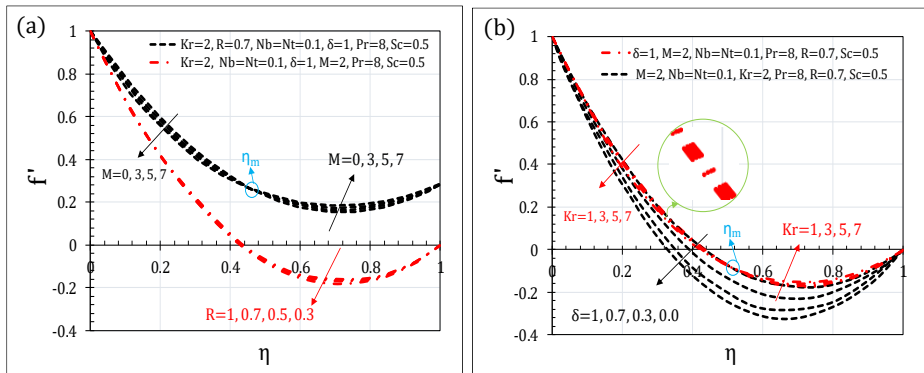 (a)
Kr=2, R=0.7, Nb=Nt=0.1, δ=1, Pr=8, Sc=0.5
Kr=2, Nb=Nt=0.1, δ=1, M=2, Pr=8, Sc=0.5
1
0.8
0.6
0.4
0.2
0
-0.2
-0.4
f'
M=0, 3, 5, 7
ηm
M=0, 3, 5, 7
0
0.2
0.4
0.6
0.8
1
R=1, 0.7, 0.5, 0.3
η
(b)
δ=1, M=2, Nb=Nt=0.1, Pr=8, R=0.7, Sc=0.5
M=2, Nb=Nt=0.1, Kr=2, Pr=8, R=0.7, Sc=0.5
1
0.8
0.6
0.4
0.2
0
-0.2
-0.4
f'
Kr=1, 3, 5, 7
ηm
Kr=1, 3, 5, 7
0
0.2
0.4
0.6
0.8
1
δ=1, 0.7, 0.3, 0.0
η